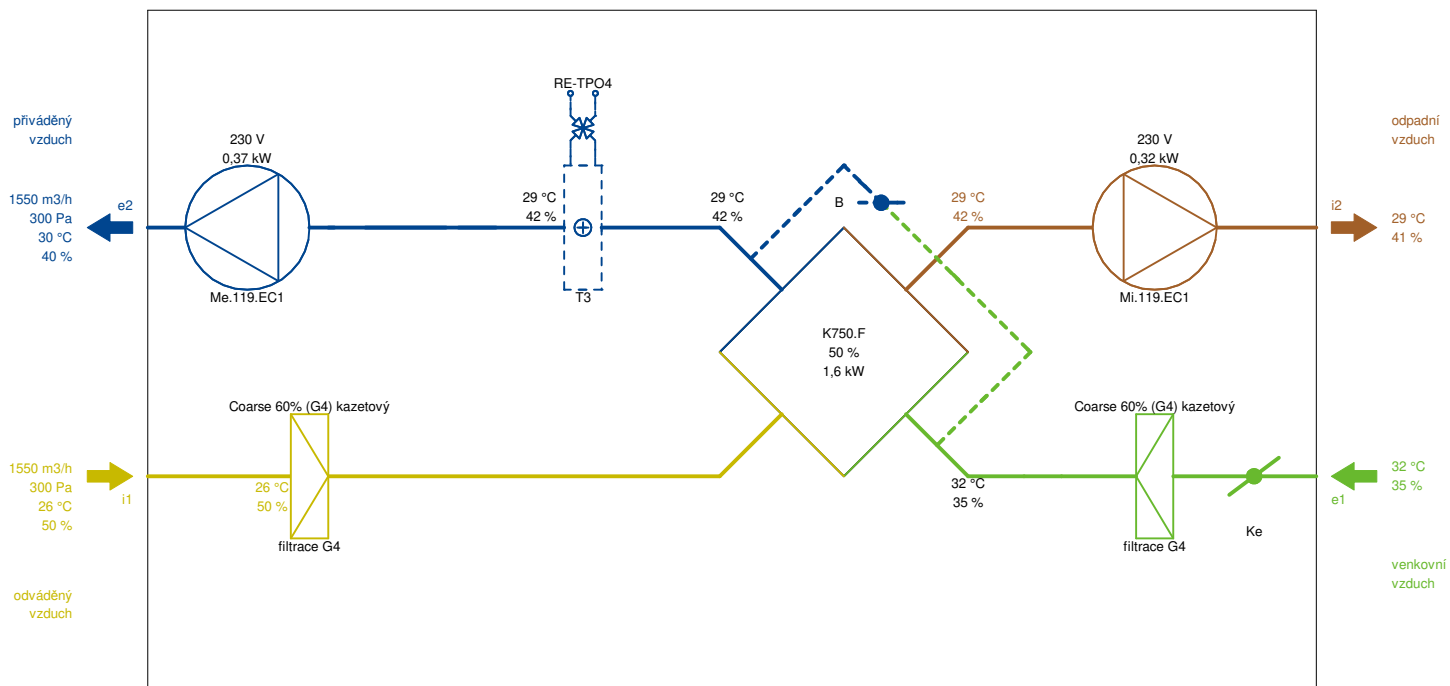 RE-TPO4
přiváděný
vzduch
230 V
0,37 kW
1550 m3/h
300 Pa
30 °C
40 %
e2
Me.119.EC1
29 °C
42 %
T3
29 °C
42 %
B
29 °C
42 %
230 V
0,32 kW
Mi.119.EC1
odpadní
vzduch
i2
29 °C
41 %
K750.F
50 %
1,6 kW
Coarse 60% (G4) kazetový
1550 m3/h
300 Pa
26 °C
50 %
i1
26 °C
50 %
filtrace G4
odváděný
vzduch
Coarse 60% (G4) kazetový
32 °C
35 %
filtrace G4
Ke
32 °C
35 %
e1
venkovní
vzduch